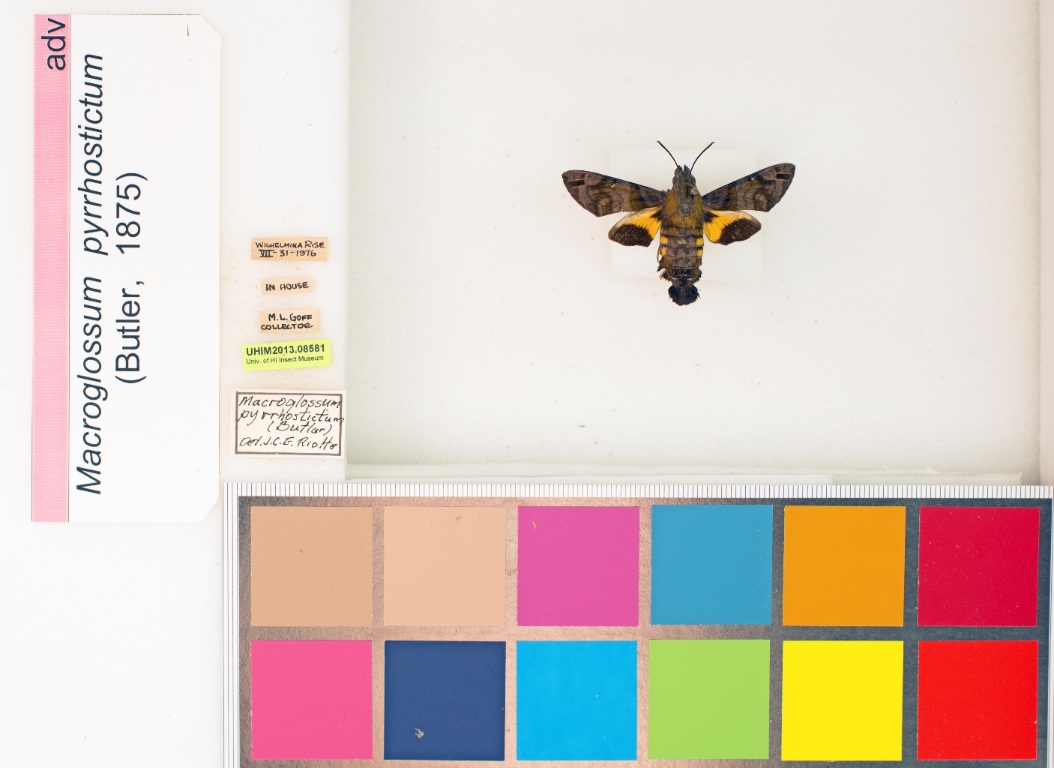 adv
Macroglossum pyrrhostictum
(Butler, 1875)
WILHELMINA RISE
VII-31-1976
IN HOUSE
M.L. GOFF
COLLECTOR
UHIM2013.08581
Univ. of HI Insect Museum
Macroglossum
pyrrhostictum
(Butler)
Det. J.C.E. Riotte